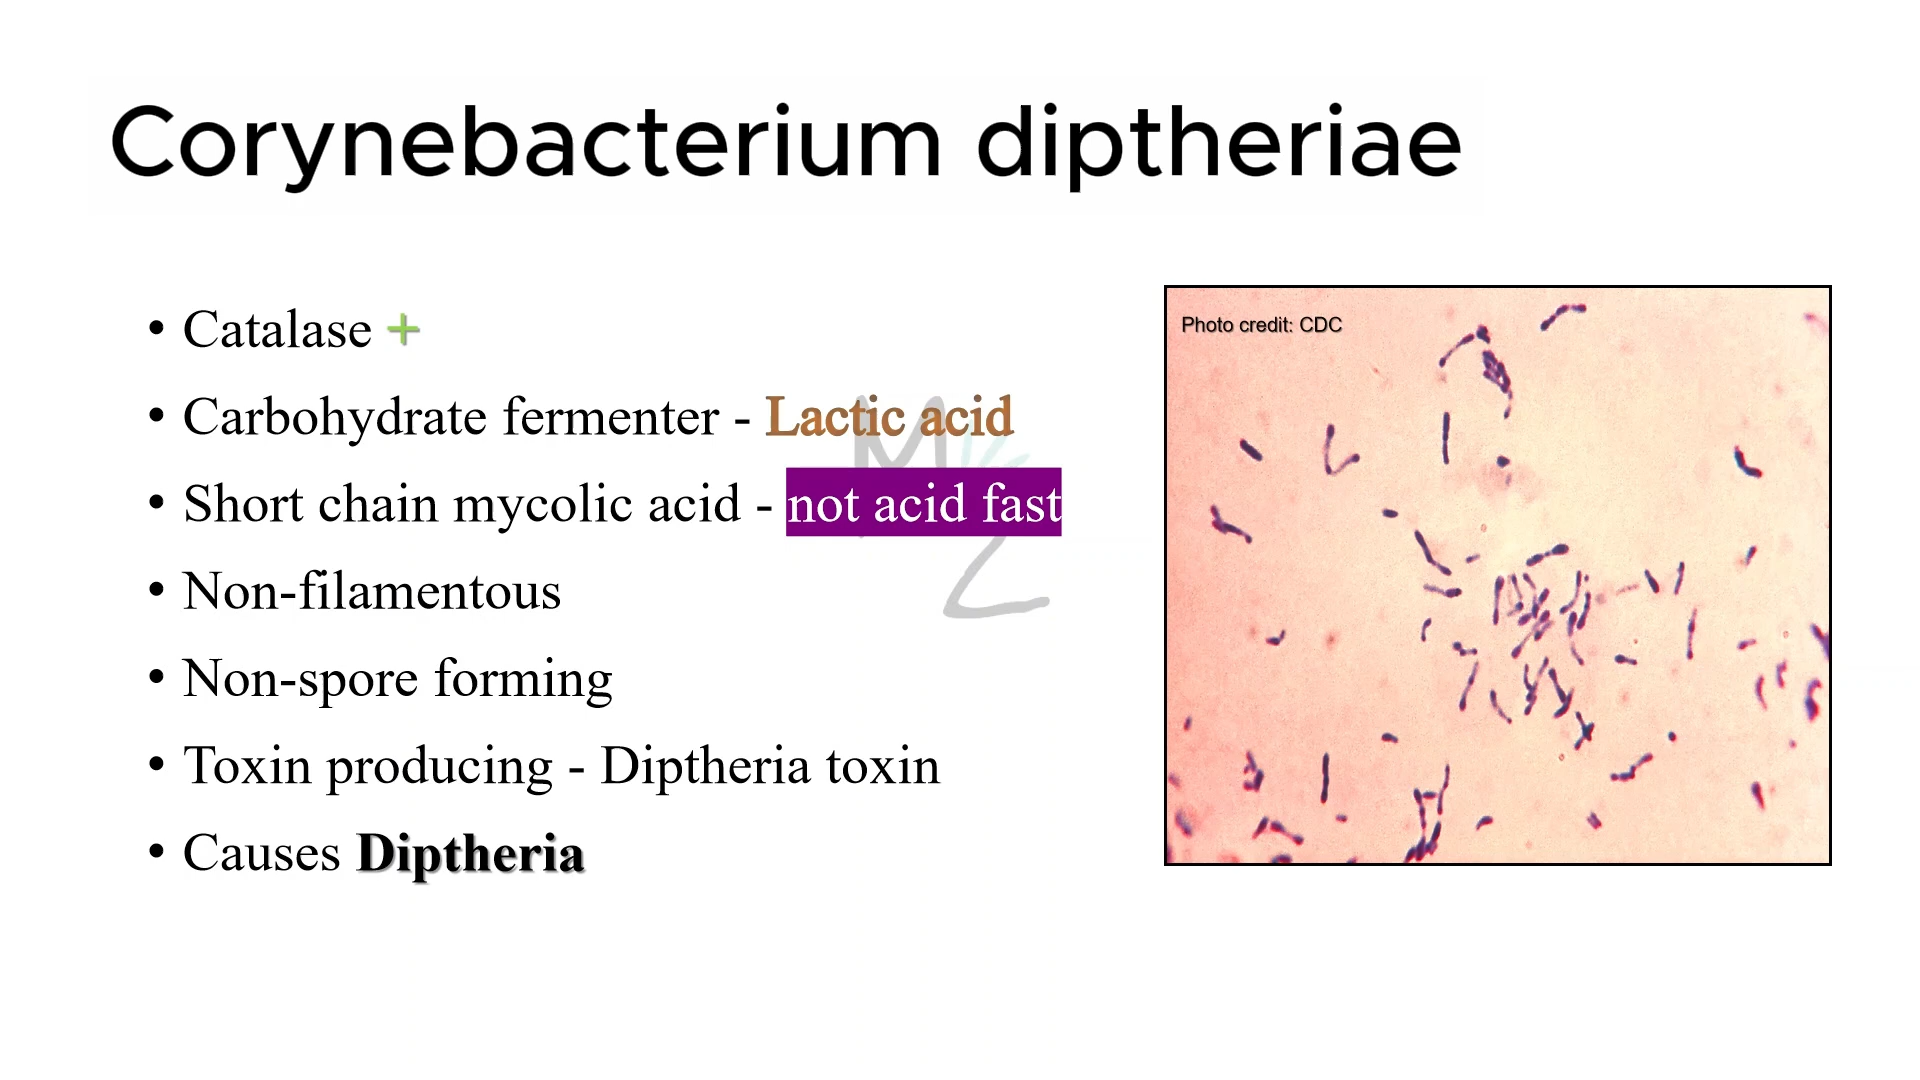 Corynebacterium diptheriae
• Catalase +
• Carbohydrate fermenter - Lactic acid
• Short chain mycolic acid - not acid fast
• Non-filamentous
• Non-spore forming
• Toxin producing - Diptheria toxin
• Causes Diptheria
Photo credit: CDC
MZ